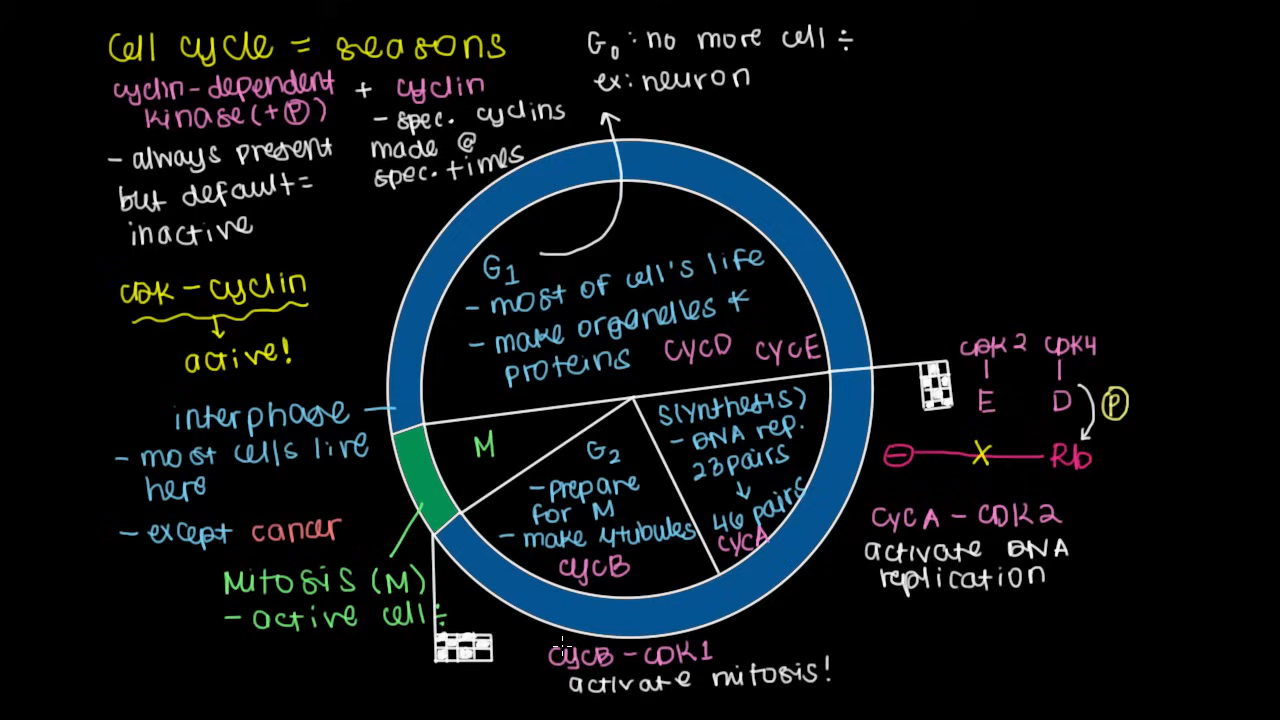 cell cycle = seasons
cyclin-dependent + cyclin
kinase (+ P)
- always present
but default =
inactive
- spec. cyclins
made @
spec. times
G0 : no more cell ÷
ex: neuron
CDK - cyclin
active!
interphase
- most cells live
here
- except cancer
Mitosis (M)
- active cell ÷
G1
- most of cell's life
- make organelles &
proteins CYCD CYCE
M
G2
- prepare
for M
- make μtubules
CYCB
S(ynthesis)
- DNA rep.
23 pairs
↓
46 pairs
CYCA
CDK2 CDK4
E D P
⊖ X Rb
CYCA - CDK2
activate DNA
replication
CYCB - CDK1
activate mitosis!